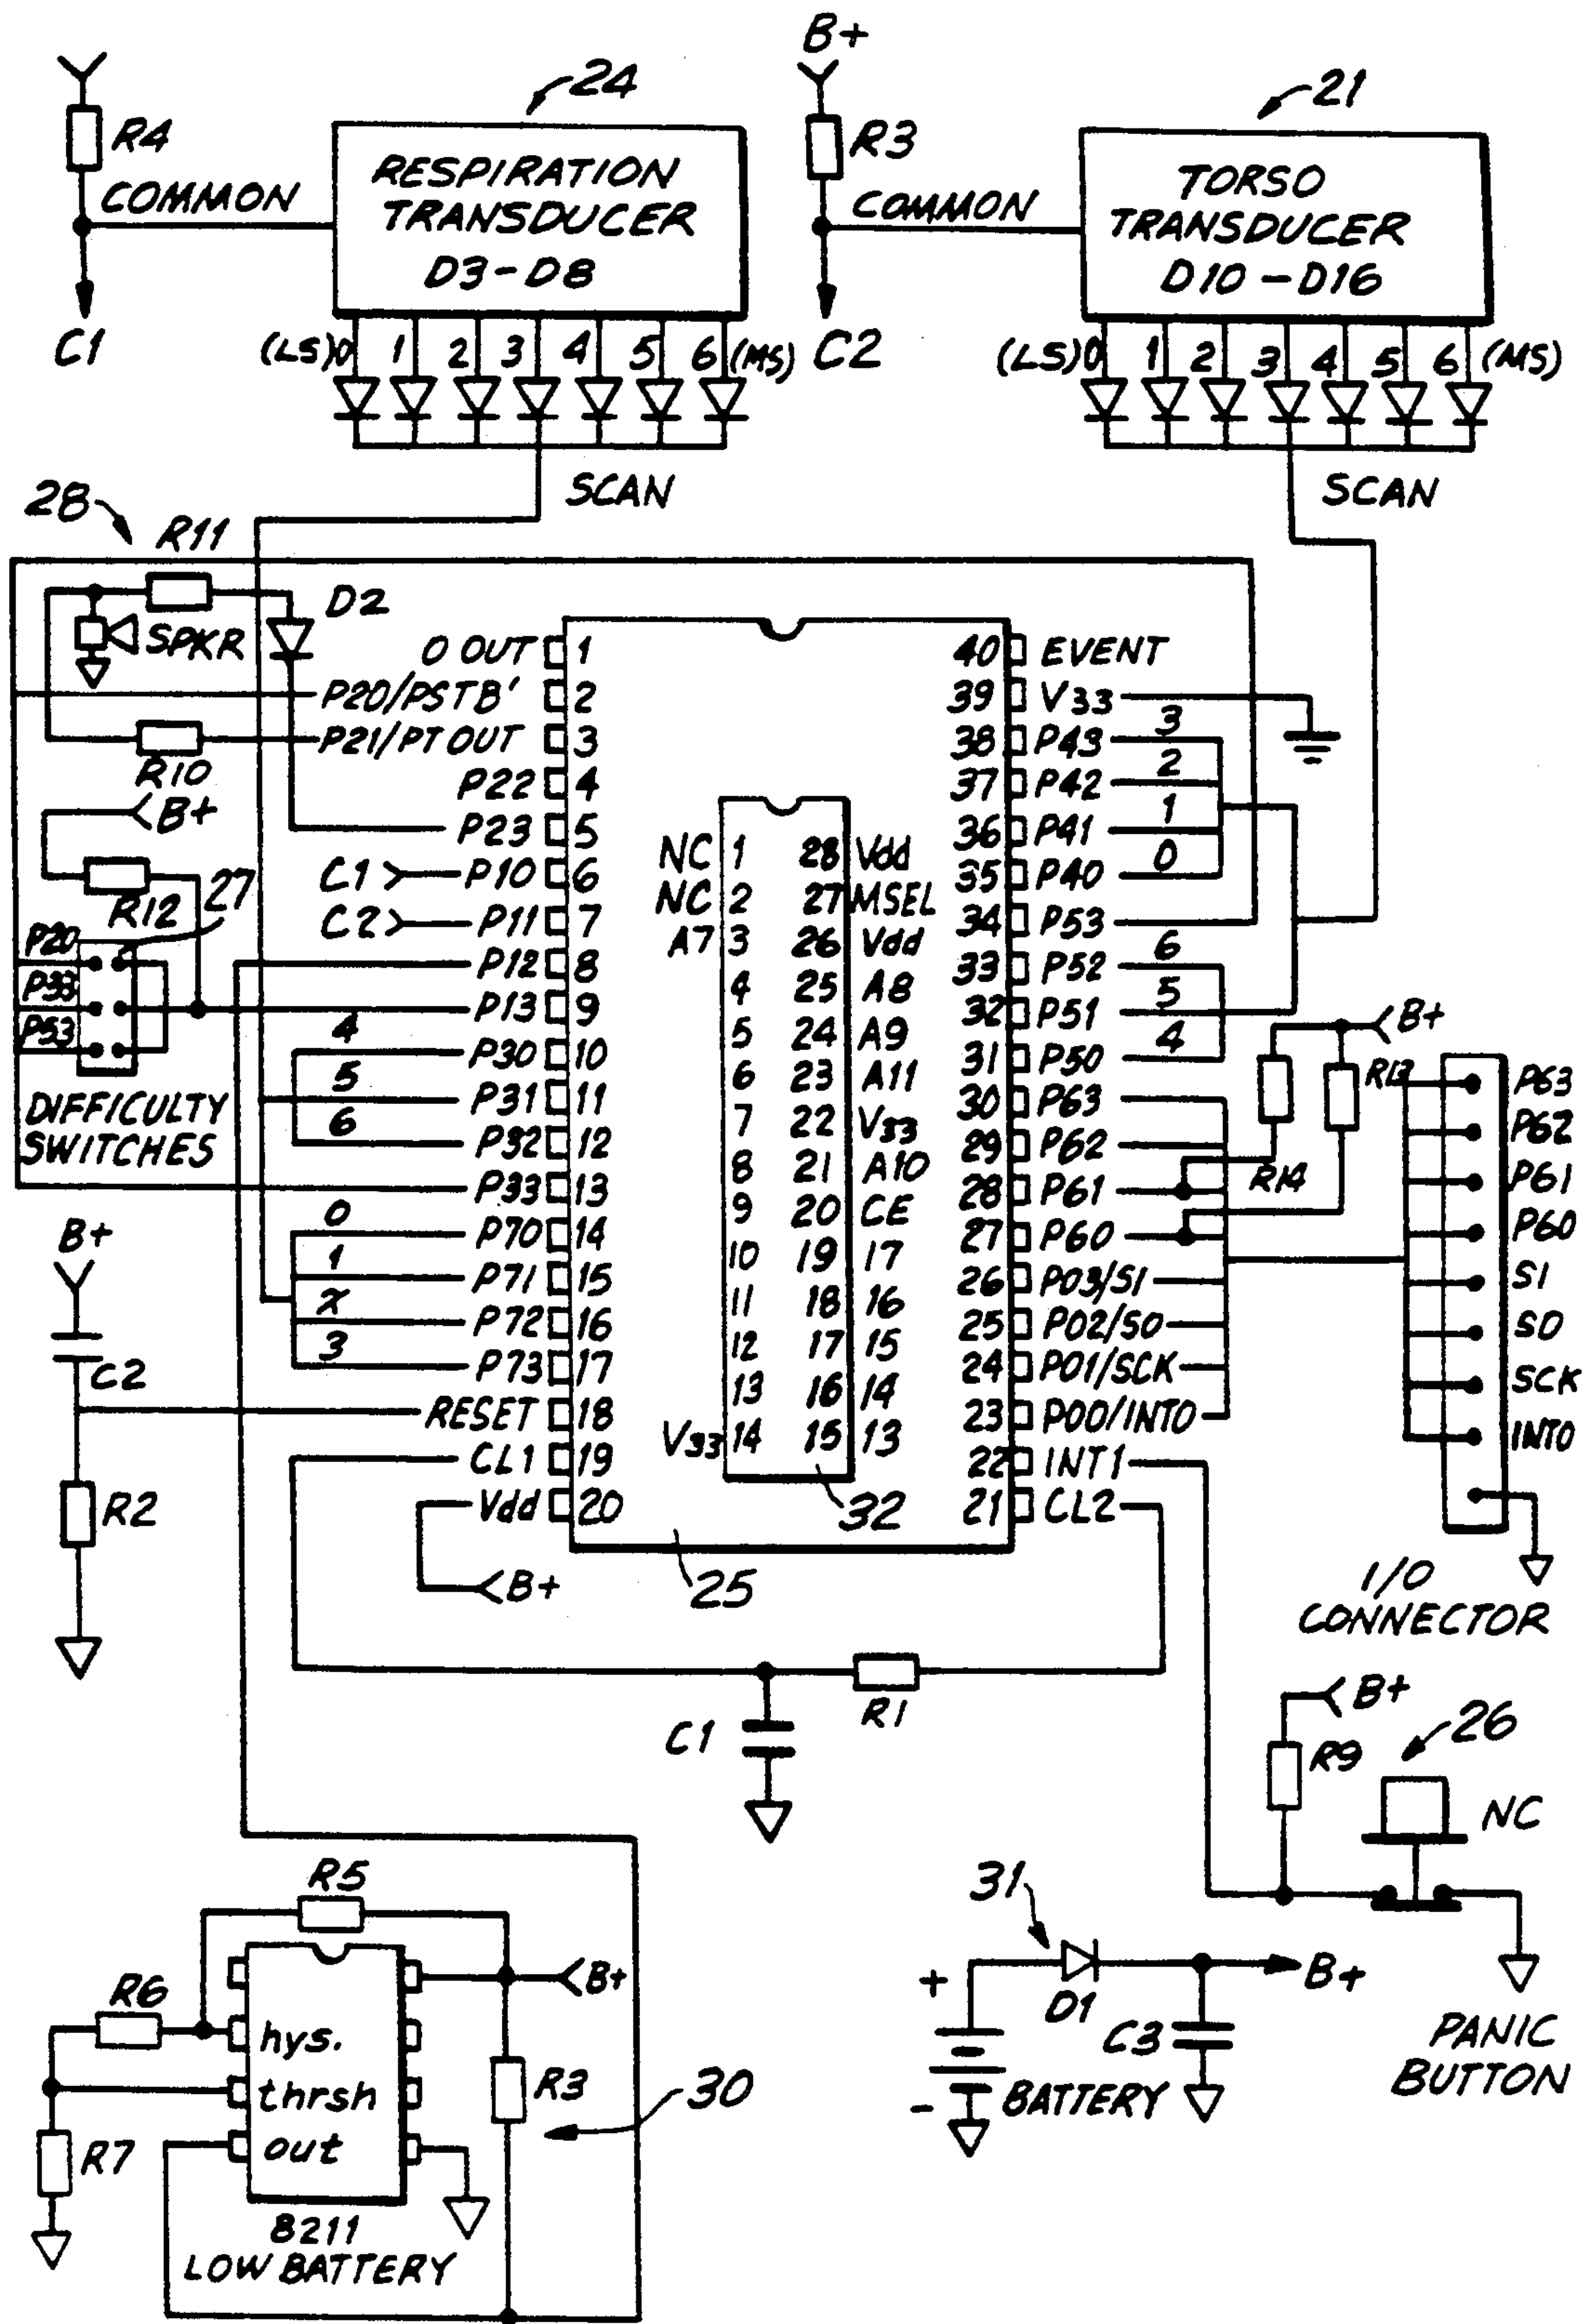 B+
24
21
R4
R3
COMMON
RESPIRATION
TRANSDUCER
D3-D8
COMMON
TORSO
TRANSDUCER
D10-D16
C1
(LS)0 1 2 3 4 5 6 (MS)
C2
(LS)0 1 2 3 4 5 6 (MS)
SCAN
SCAN
28
R11
D2
SPKR
O OUT 1
P20/PSTB' 2
P21/PTOUT 3
R10
P22 4
B+
P23 5
C1 P10 6
R12
27
C2 P11 7
P20
P12 8
P33
P13 9
P53
4 P30 10
5 P31 11
6 P32 12
DIFFICULTY
SWITCHES
P33 13
0 P70 14
1 P71 15
2 P72 16
3 P73 17
RESET 18
CL1 19
Vdd 20
B+
B+
C2
R2
NC 1 28 Vdd
NC 2 27 MSEL
A7 3 26 Vdd
4 25 A8
5 24 A9
6 23 A11
7 22 V33
8 21 A10
9 20 CE
10 19 17
11 18 16
12 17 15
13 16 14
V33 14 15 13
32
25
40 EVENT
39 V33
38 P43 3
37 P42 2
36 P41 1
35 P40 0
34 P53
33 P52 6
32 P51 5
31 P50 4
30 P63
29 P62
28 P61
27 P60
26 P03/S1
25 P02/S0
24 P01/SCK
23 P00/INT0
22 INT1
21 CL2
B+
R13
R14
P63
P62
P61
P60
S1
S0
SCK
INT0
I/O
CONNECTOR
C1
R1
B+
R9
26
NC
PANIC
BUTTON
31
+
D1
B+
C3
-
BATTERY
R5
R6
B+
hys.
thrsh
out
R3
30
R7
8211
LOW BATTERY